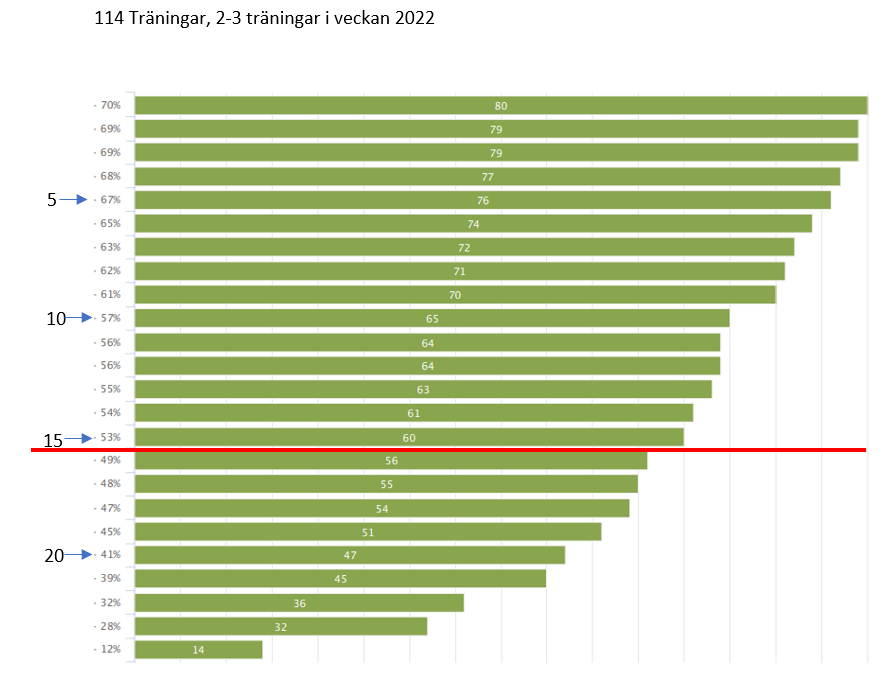 114 Träningar, 2-3 träningar i veckan 2022
· 70% 80
· 69% 79
· 69% 79
· 68% 77
5 · 67% 76
· 65% 74
· 63% 72
· 62% 71
· 61% 70
10 · 57% 65
· 56% 64
· 56% 64
· 55% 63
· 54% 61
15 · 53% 60
· 49% 56
· 48% 55
· 47% 54
· 45% 51
20 · 41% 47
· 39% 45
· 32% 36
· 28% 32
· 12% 14